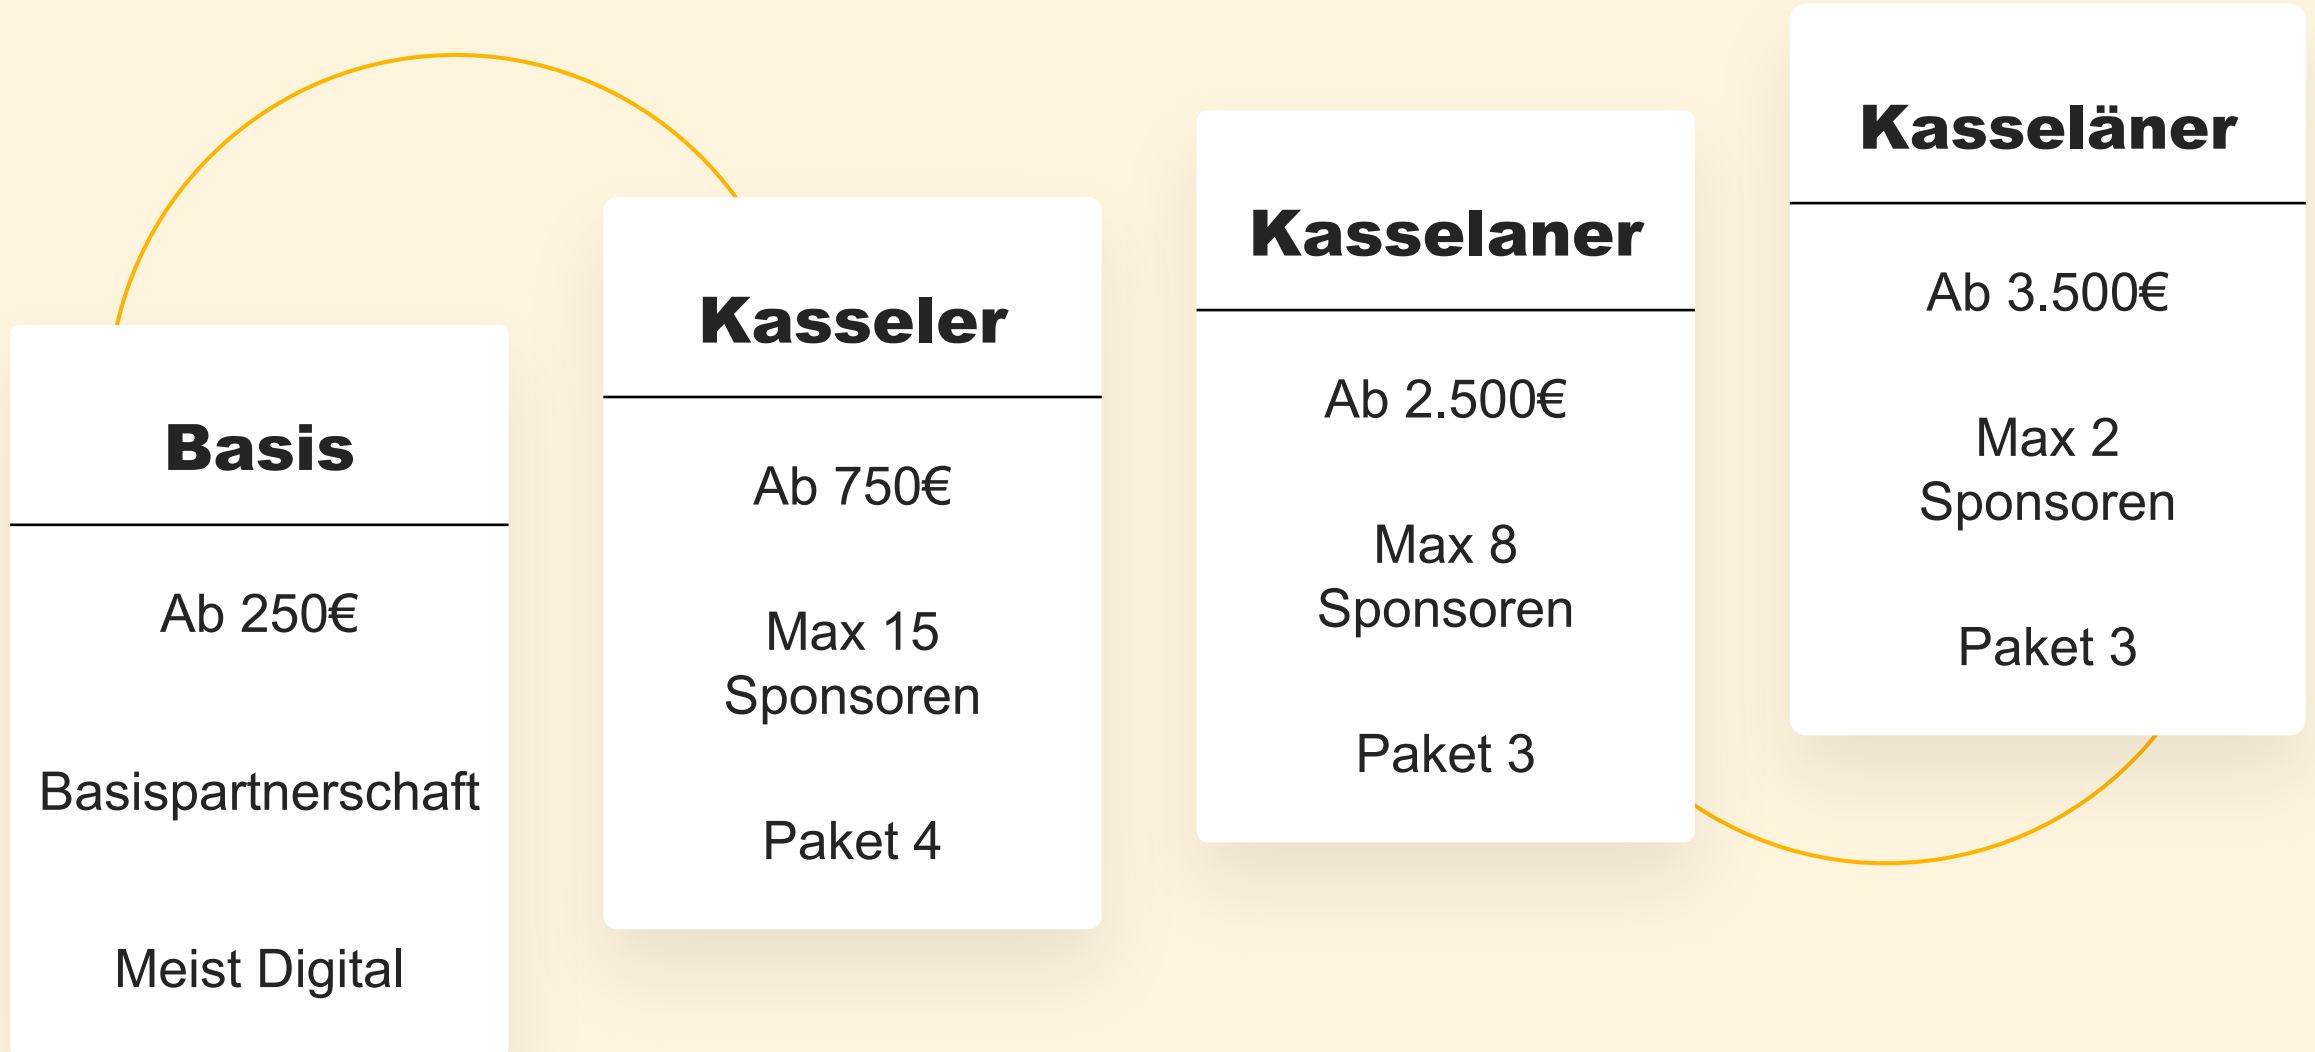 Basis
Ab 250€
Basispartnerschaft
Meist Digital
Kasseler
Ab 750€
Max 15
Sponsoren
Paket 4
Kasselaner
Ab 2.500€
Max 8
Sponsoren
Paket 3
Kasseläner
Ab 3.500€
Max 2
Sponsoren
Paket 3